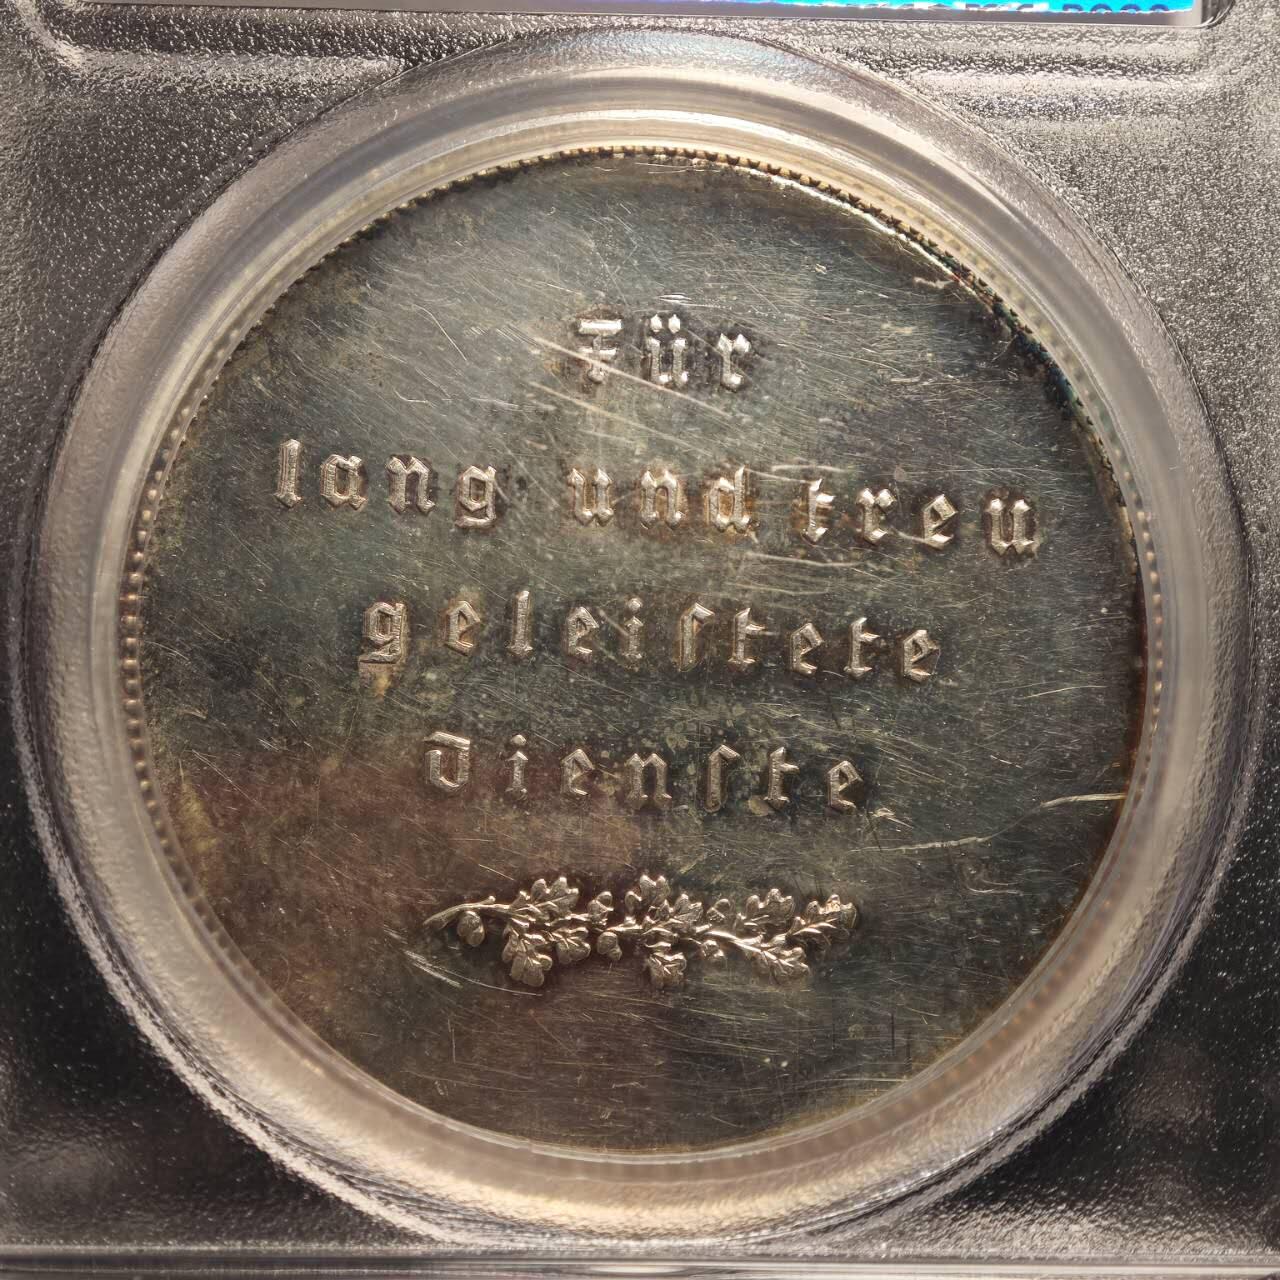 Für
lang und treu
geleiſtete
Dienſte.